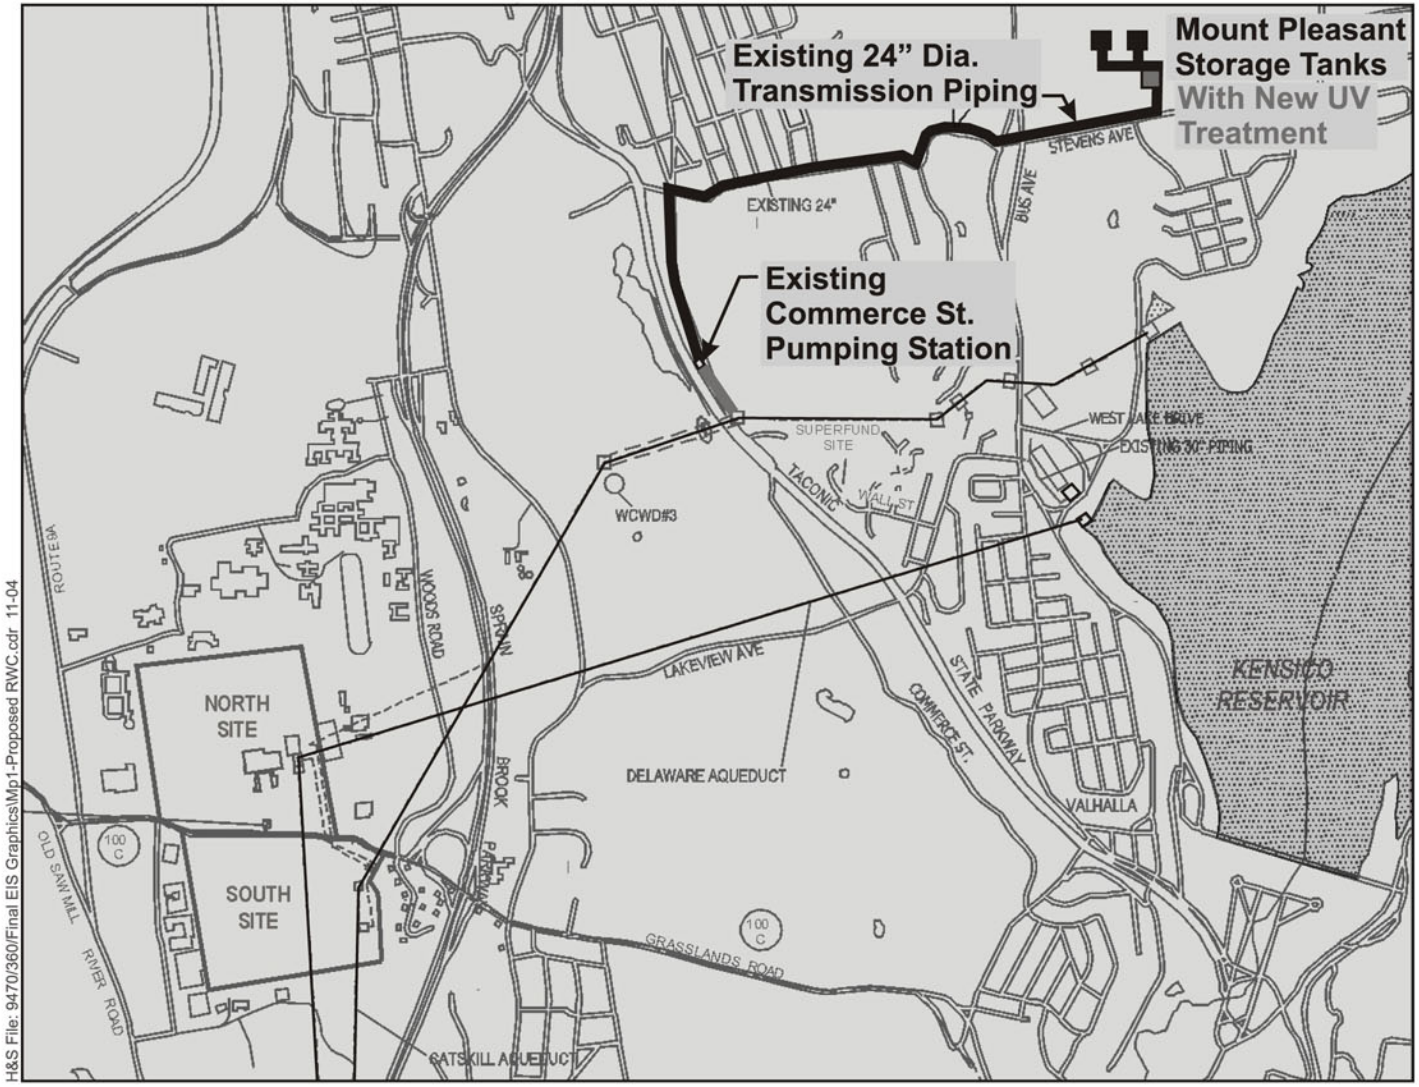 Mount Pleasant
Storage Tanks
With New UV
Treatment
Existing 24” Dia.
Transmission Piping
STEVENS AVE
BUS AVE
EXISTING 24"
Existing
Commerce St.
Pumping Station
WEST LAKE DRIVE
EXISTING 30" PIPING
SUPERFUND
SITE
WALL ST
TACONIC
STATE PARKWAY
WCWD#3
ROUTE 9A
WOODS ROAD
SPRAIN
BROOK
PARKWAY
LAKEVIEW AVE
COMMERCE ST.
KENSICO
RESERVOIR
NORTH
SITE
DELAWARE AQUEDUCT
VALHALLA
100
C
OLD SAW MILL
RIVER ROAD
SOUTH
SITE
100
C
GRASSLANDS ROAD
CATSKILL AQUEDUCT
H&S File: 9470/360/Final EIS Graphics\Mp1-Proposed RWC.cdr 11-04